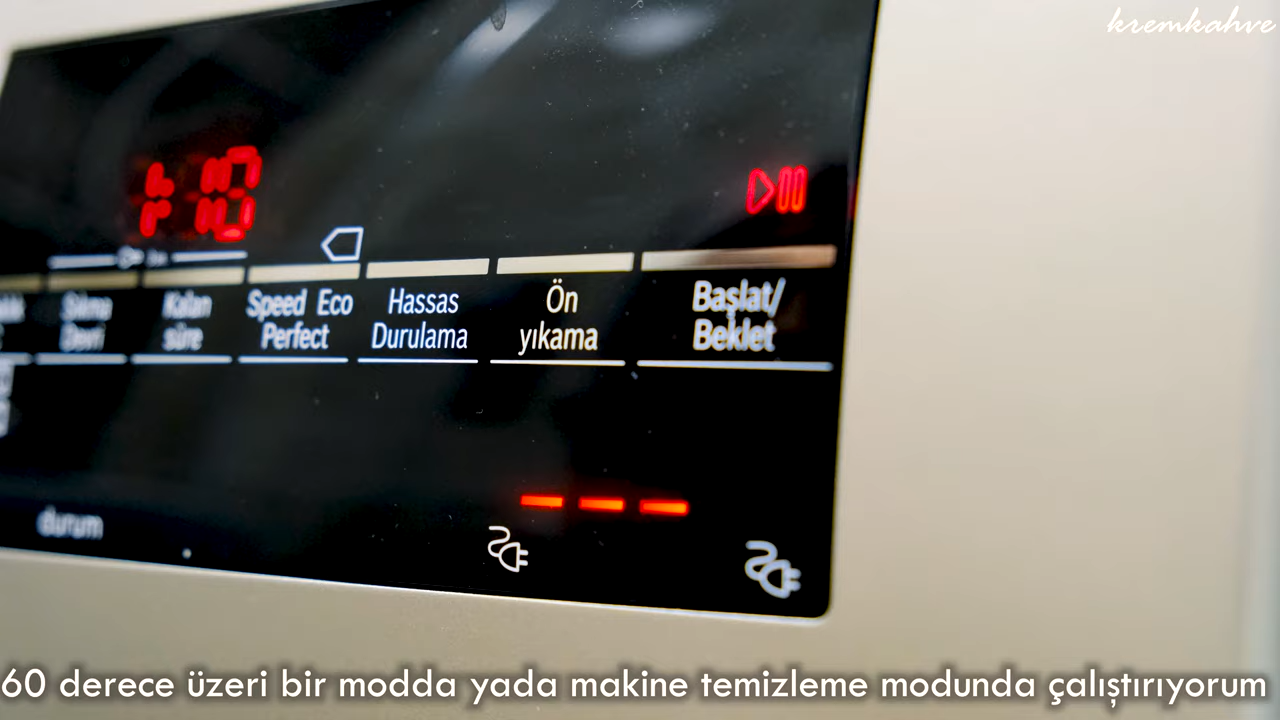 kremkahve
Sıkma
Devri
Kalan
süre
Speed Eco
Perfect
Hassas
Durulama
Ön
yıkama
Başlat/
Beklet
durum
60 derece üzeri bir modda yada makine temizleme modunda çalıştırıyorum